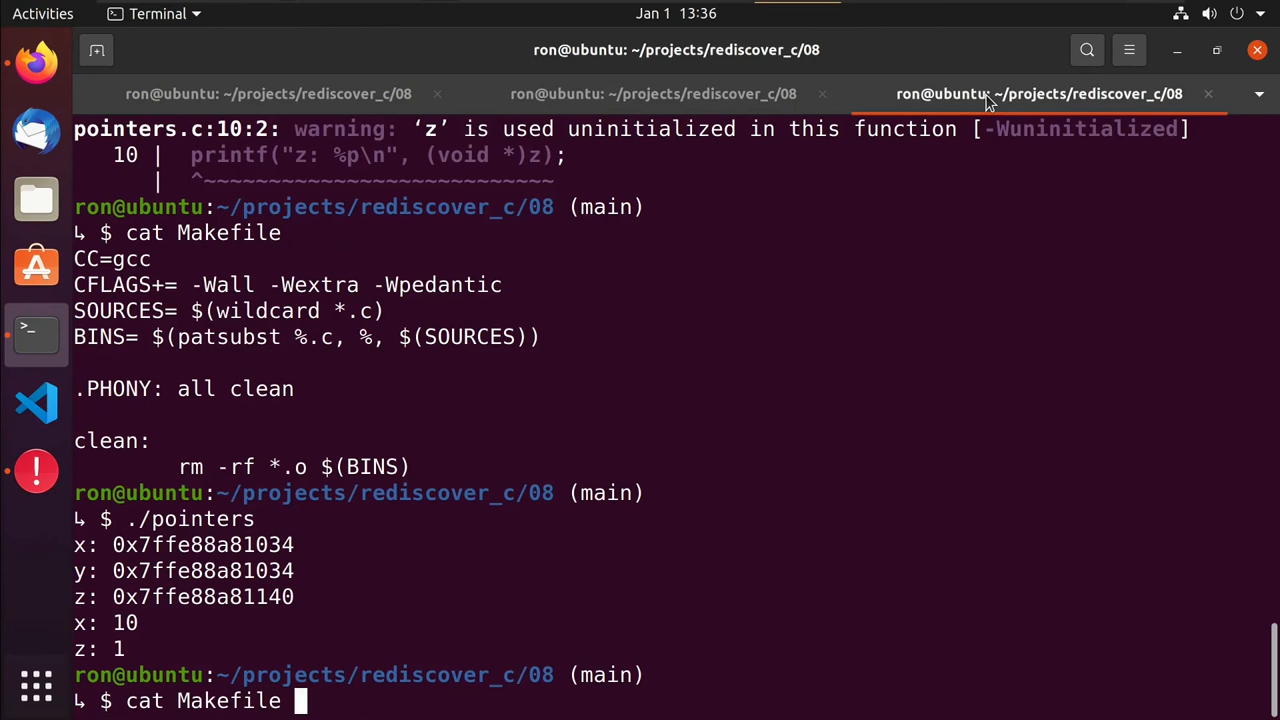 Activities Terminal Jan 1 13:36
ron@ubuntu: ~/projects/rediscover_c/08
ron@ubuntu: ~/projects/rediscover_c/08 ron@ubuntu: ~/projects/rediscover_c/08 ron@ubuntu: ~/projects/rediscover_c/08
pointers.c:10:2: warning: ‘z’ is used uninitialized in this function [-Wuninitialized]
   10 |  printf("z: %p\n", (void *)z);
      |  ^~~~~~~~~~~~~~~~~~~~~~~~~~~~
ron@ubuntu:~/projects/rediscover_c/08 (main)
↳ $ cat Makefile
CC=gcc
CFLAGS+= -Wall -Wextra -Wpedantic
SOURCES= $(wildcard *.c)
BINS= $(patsubst %.c, %, $(SOURCES))
.PHONY: all clean
clean:
        rm -rf *.o $(BINS)
ron@ubuntu:~/projects/rediscover_c/08 (main)
↳ $ ./pointers
x: 0x7ffe88a81034
y: 0x7ffe88a81034
z: 0x7ffe88a81140
x: 10
z: 1
ron@ubuntu:~/projects/rediscover_c/08 (main)
↳ $ cat Makefile